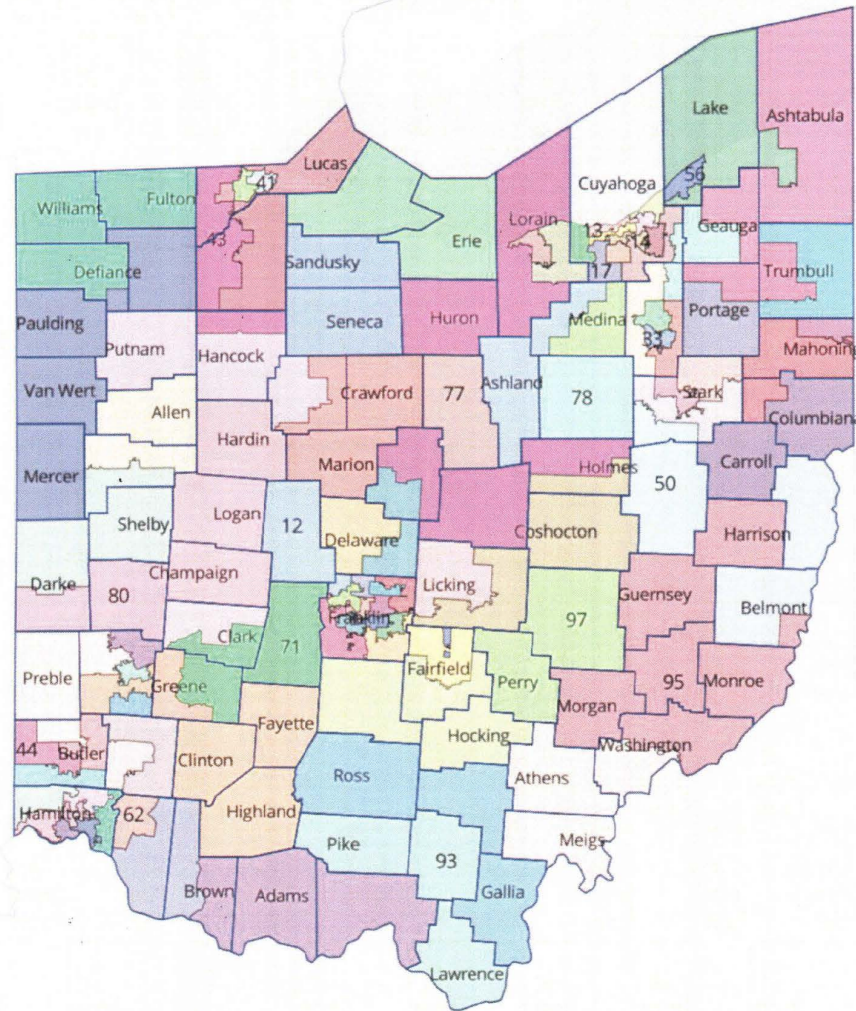 Lake
Ashtabula
Lucas
41
56
Cuyahoga
Fulton
Williams
Lorain
Geauga
13
14
43
Erie
Sandusky
Defiance
17
Trumbull
Portage
Medina
Paulding
Seneca
Huron
33
Putnam
Mahoning
Hancock
Van Wert
Crawford
77
Ashland
78
Stark
Allen
Columbiana
Hardin
Marion
Holmes
Carroll
Mercer
50
Logan
Shelby
12
Delaware
Coshocton
Harrison
Champaign
Darke
80
Licking
Guernsey
Belmont
Franklin
97
Clark
71
Preble
Fairfield
Greene
Perry
95
Monroe
Morgan
Fayette
Hocking
44
Butler
Washington
Clinton
Ross
Athens
Hamilton
62
Highland
Pike
Meigs
93
Brown
Adams
Gallia
Lawrence